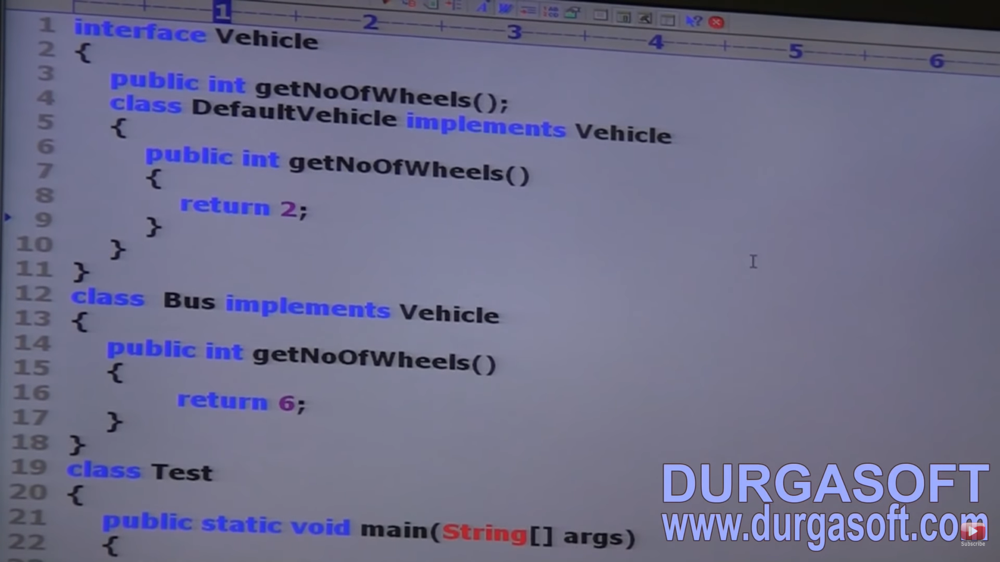 1 2 3 4 5 6
1 interface Vehicle
2 {
3 public int getNoOfWheels();
4 class DefaultVehicle implements Vehicle
5 {
6 public int getNoOfWheels()
7 {
8 return 2;
9 }
10 }
11 }
12 class Bus implements Vehicle
13 {
14 public int getNoOfWheels()
15 {
16 return 6;
17 }
18 }
19 class Test
20 {
21 public static void main(String[] args)
22 {
DURGASOFT
www.durgasoft.com
Subscribe